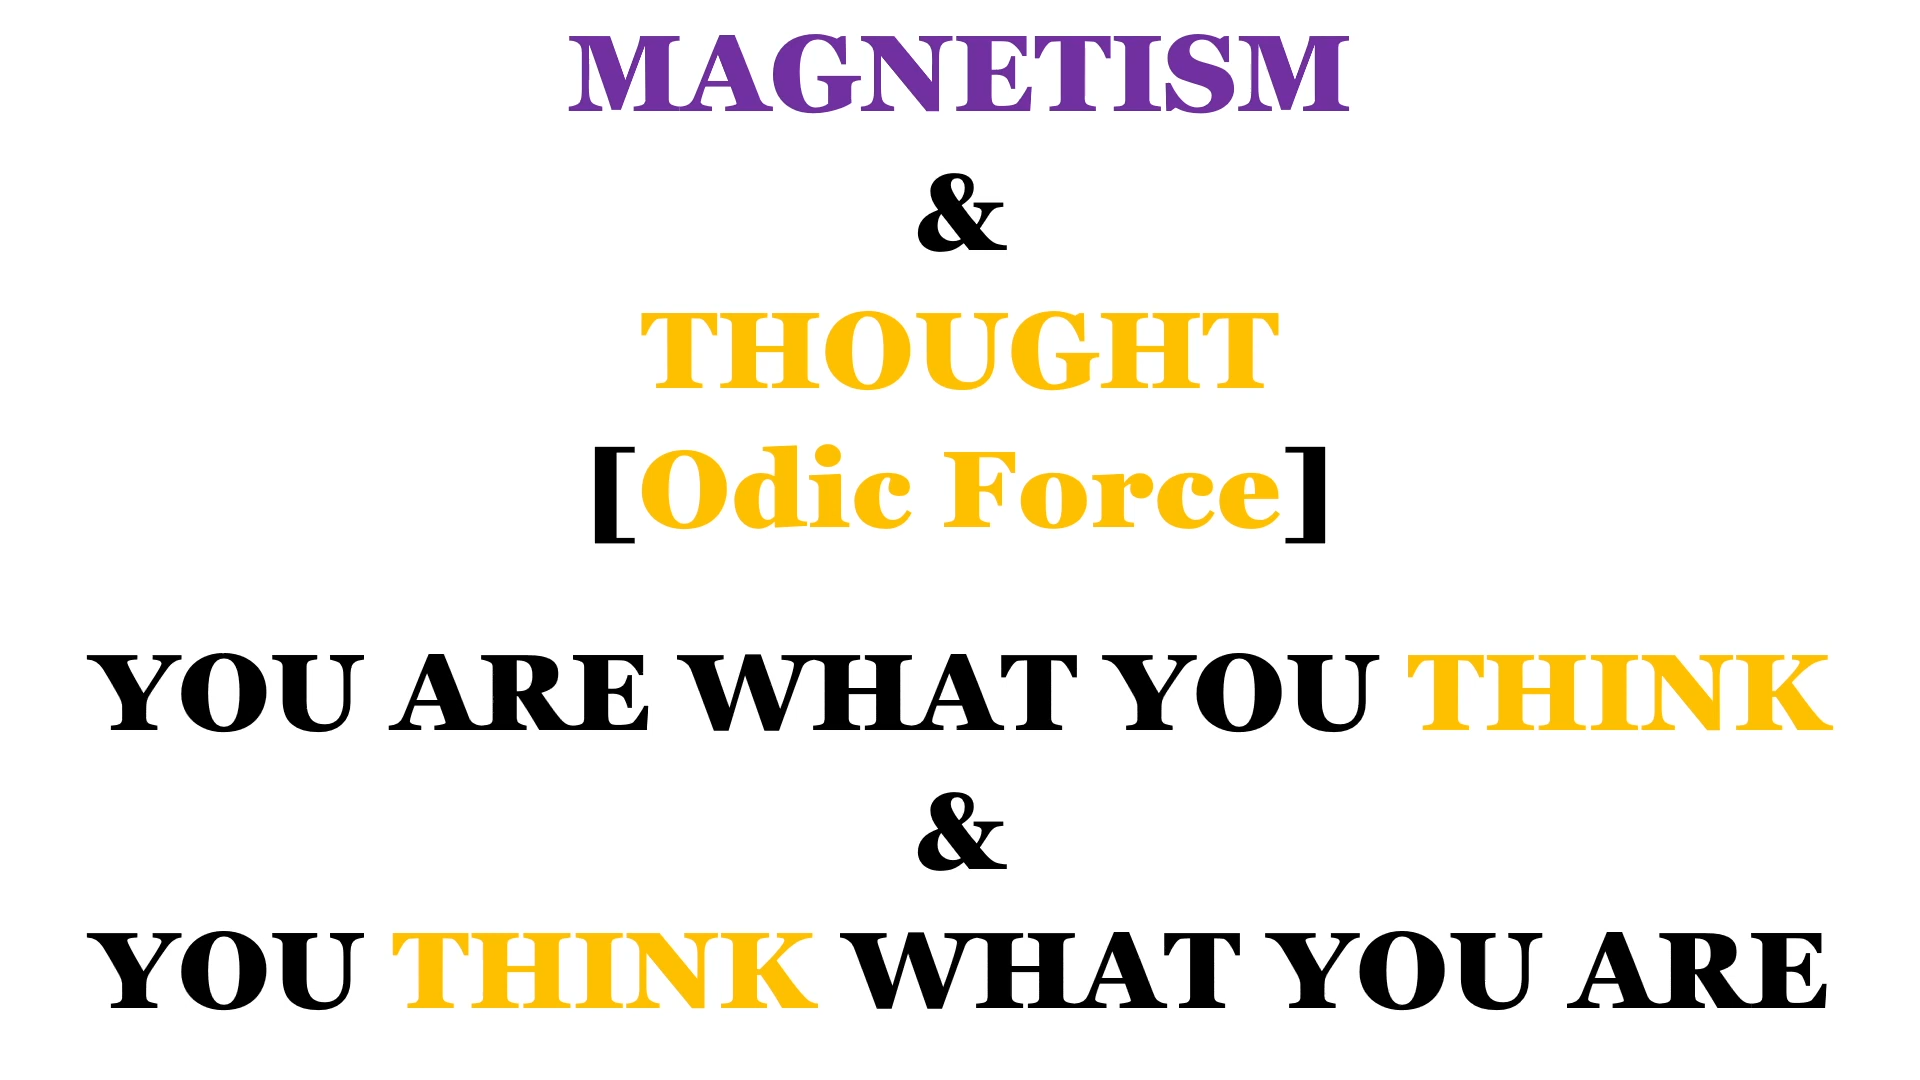 MAGNETISM
&
THOUGHT
[Odic Force]
YOU ARE WHAT YOU THINK
&
YOU THINK WHAT YOU ARE